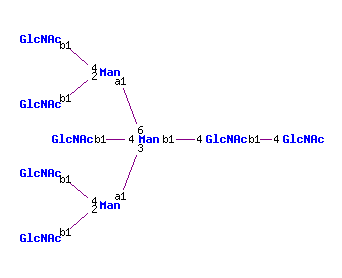 GlcNAc
b1
4 Man
2
a1
GlcNAc b1
6
GlcNAc b1 4 Man b1 4 GlcNAc b1 4 GlcNAc
3
GlcNAc
b1
a1
4
2 Man
GlcNAc b1